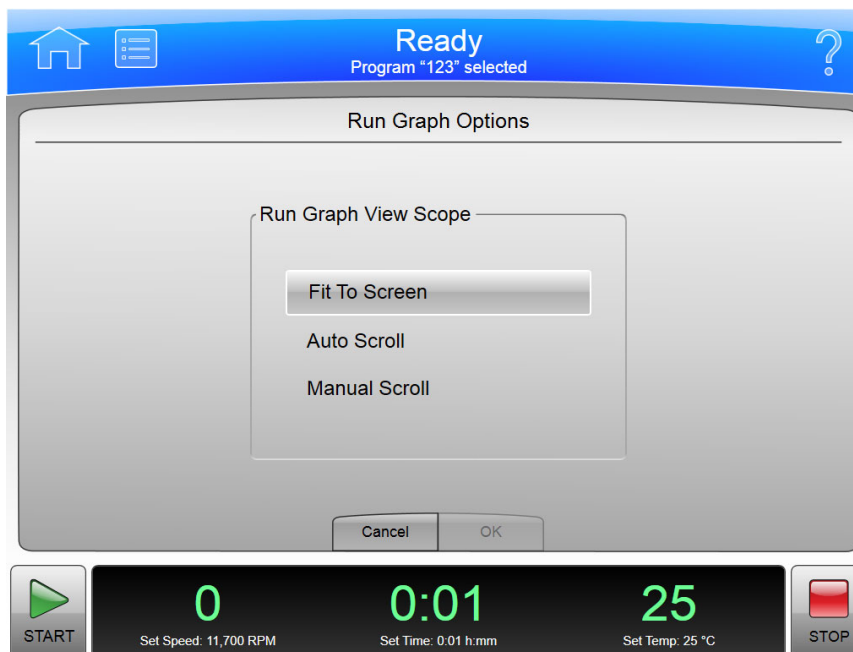 Ready
Program “123” selected
?
Run Graph Options
Run Graph View Scope
Fit To Screen
Auto Scroll
Manual Scroll
Cancel
OK
START
0
0:01
25
STOP
Set Speed: 11,700 RPM
Set Time: 0:01 h:mm
Set Temp: 25 °C